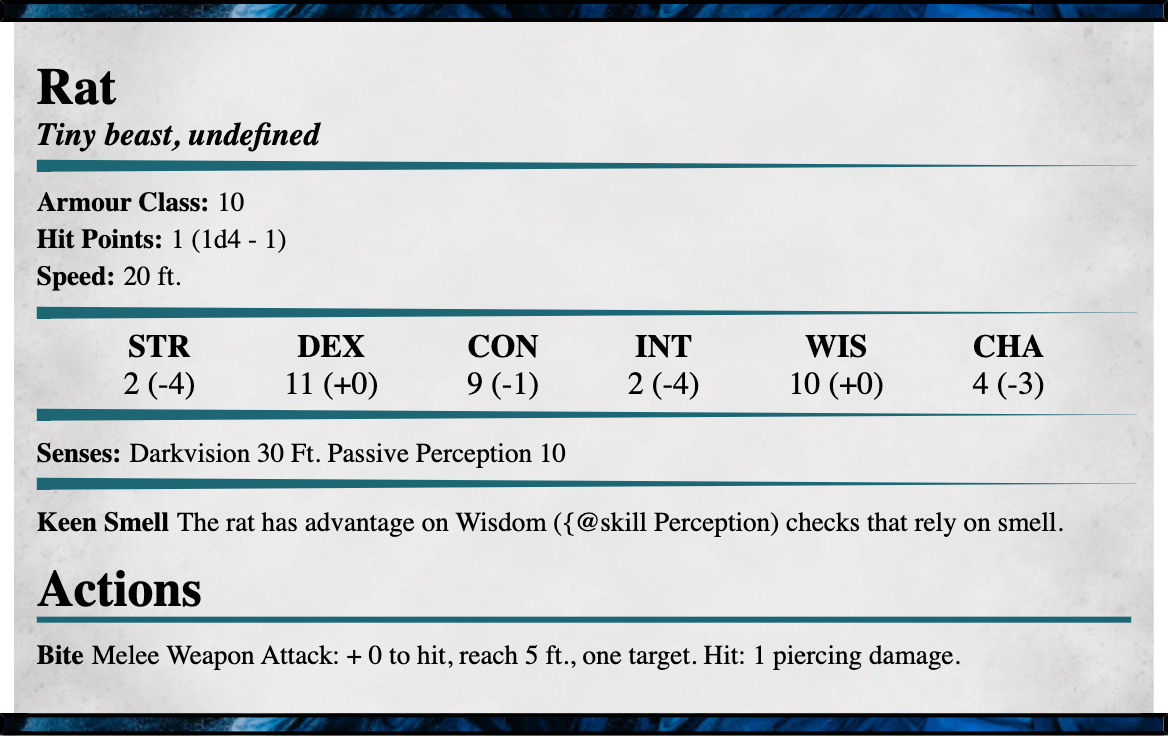 Rat
Tiny beast, undefined
Armour Class: 10
Hit Points: 1 (1d4 - 1)
Speed: 20 ft.
STR DEX CON INT WIS CHA
2 (-4) 11 (+0) 9 (-1) 2 (-4) 10 (+0) 4 (-3)
Senses: Darkvision 30 Ft. Passive Perception 10
Keen Smell The rat has advantage on Wisdom ({@skill Perception) checks that rely on smell.
Actions
Bite Melee Weapon Attack: + 0 to hit, reach 5 ft., one target. Hit: 1 piercing damage.